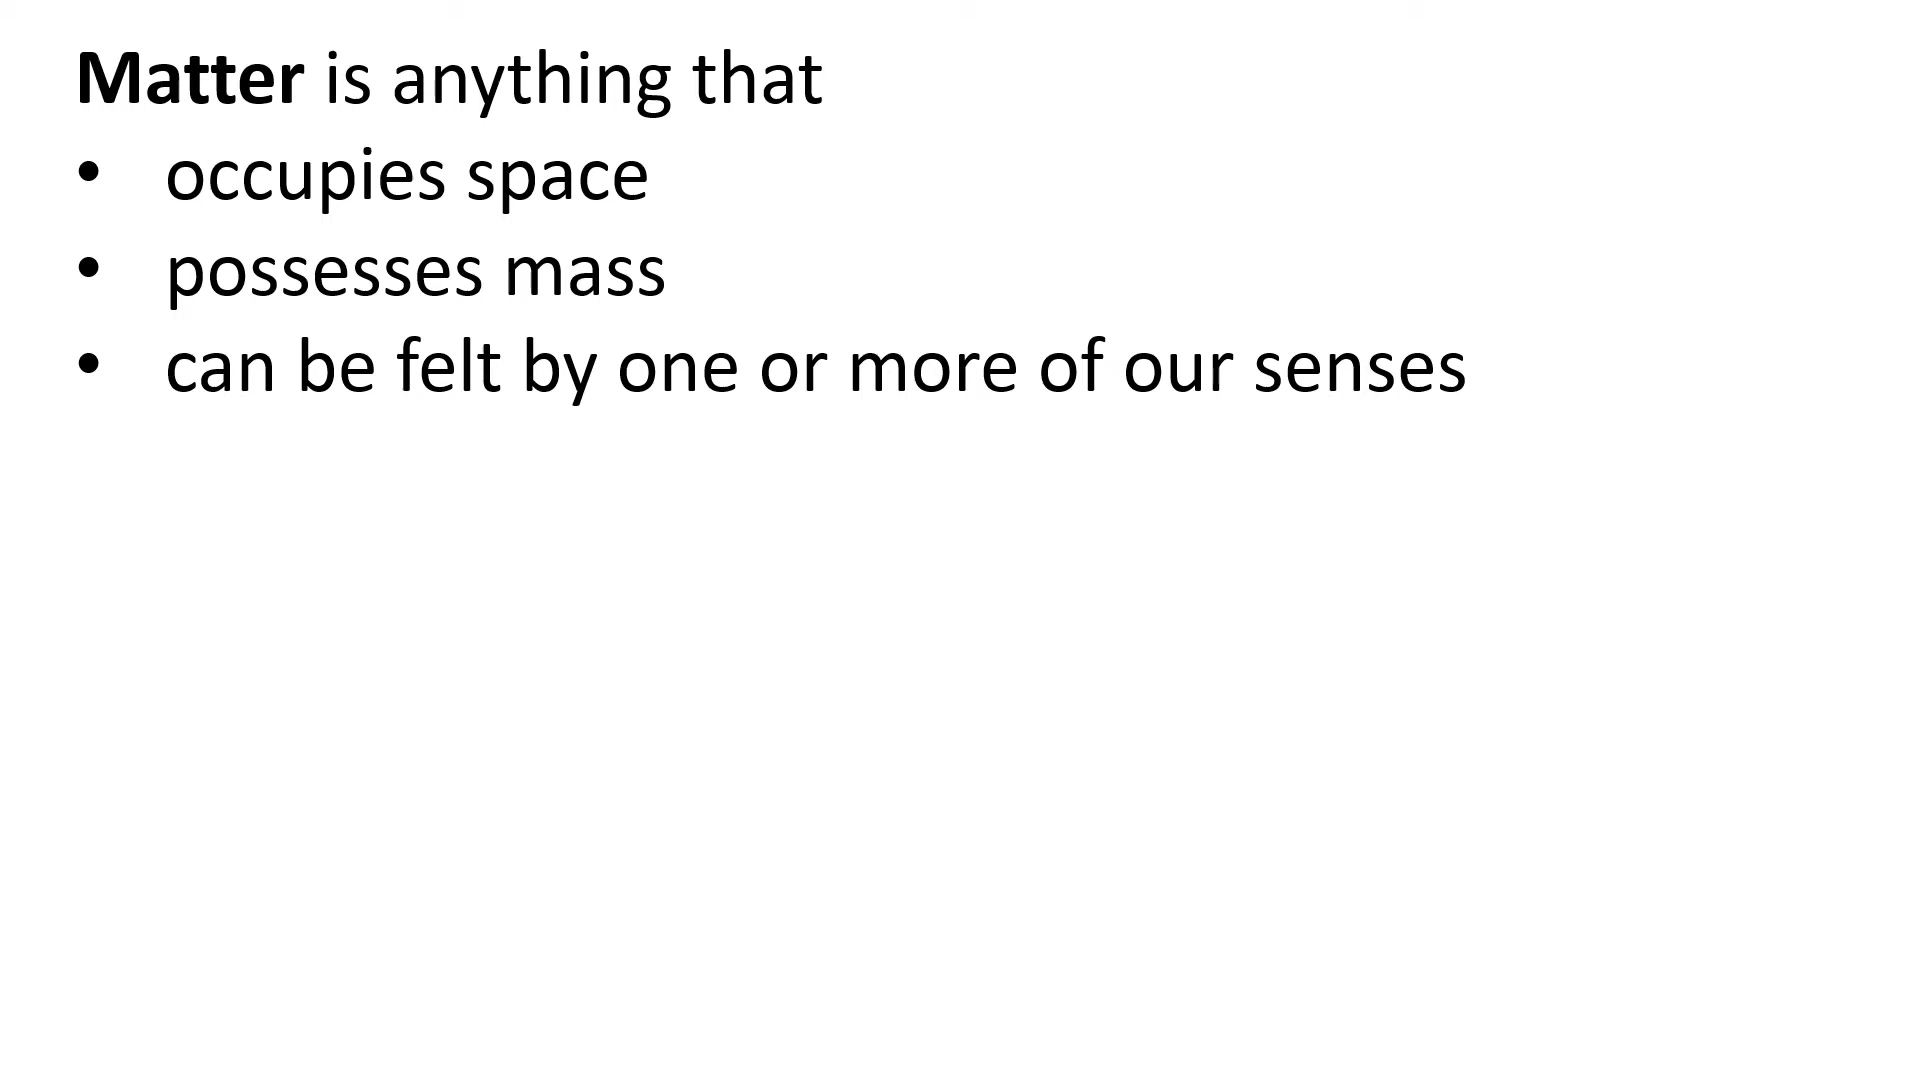 Matter is anything that
• occupies space
• possesses mass
• can be felt by one or more of our senses